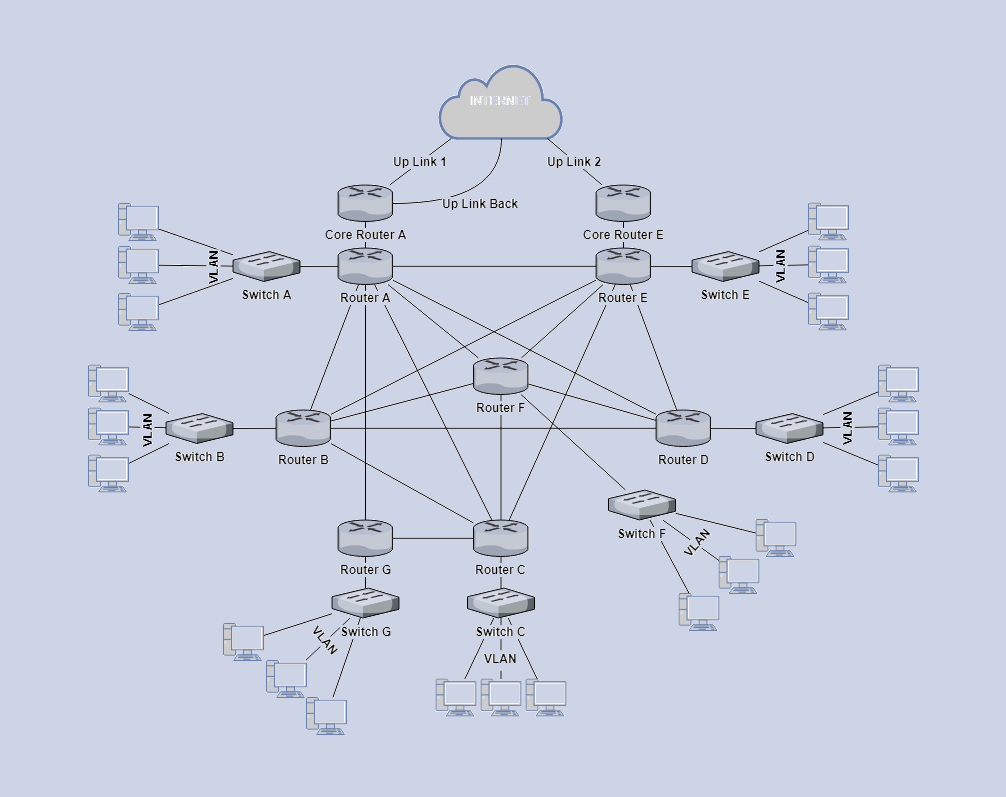 INTERNET
Up Link 1
Up Link 2
Up Link Back
Core Router A
Core Router E
VLAN
VLAN
Switch A
Router A
Router E
Switch E
Router F
VLAN
VLAN
Switch B
Router B
Router D
Switch D
Switch F
VLAN
Router G
Router C
Switch G
VLAN
Switch C
VLAN